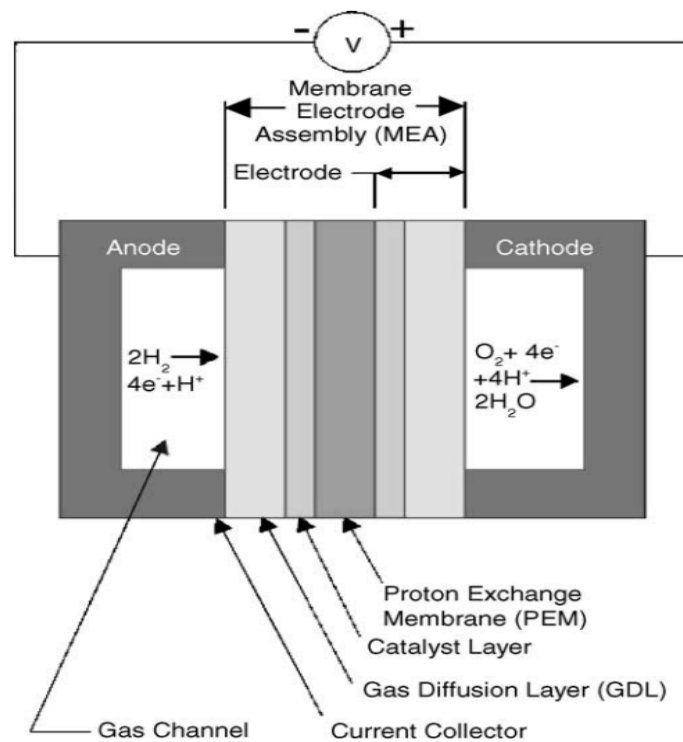 - V +
Membrane
Electrode
Assembly (MEA)
Electrode
Anode
Cathode
2H₂
4e⁻+H⁺
O₂+ 4e⁻
+4H⁺
2H₂O
Proton Exchange
Membrane (PEM)
Catalyst Layer
Gas Diffusion Layer (GDL)
Gas Channel
Current Collector